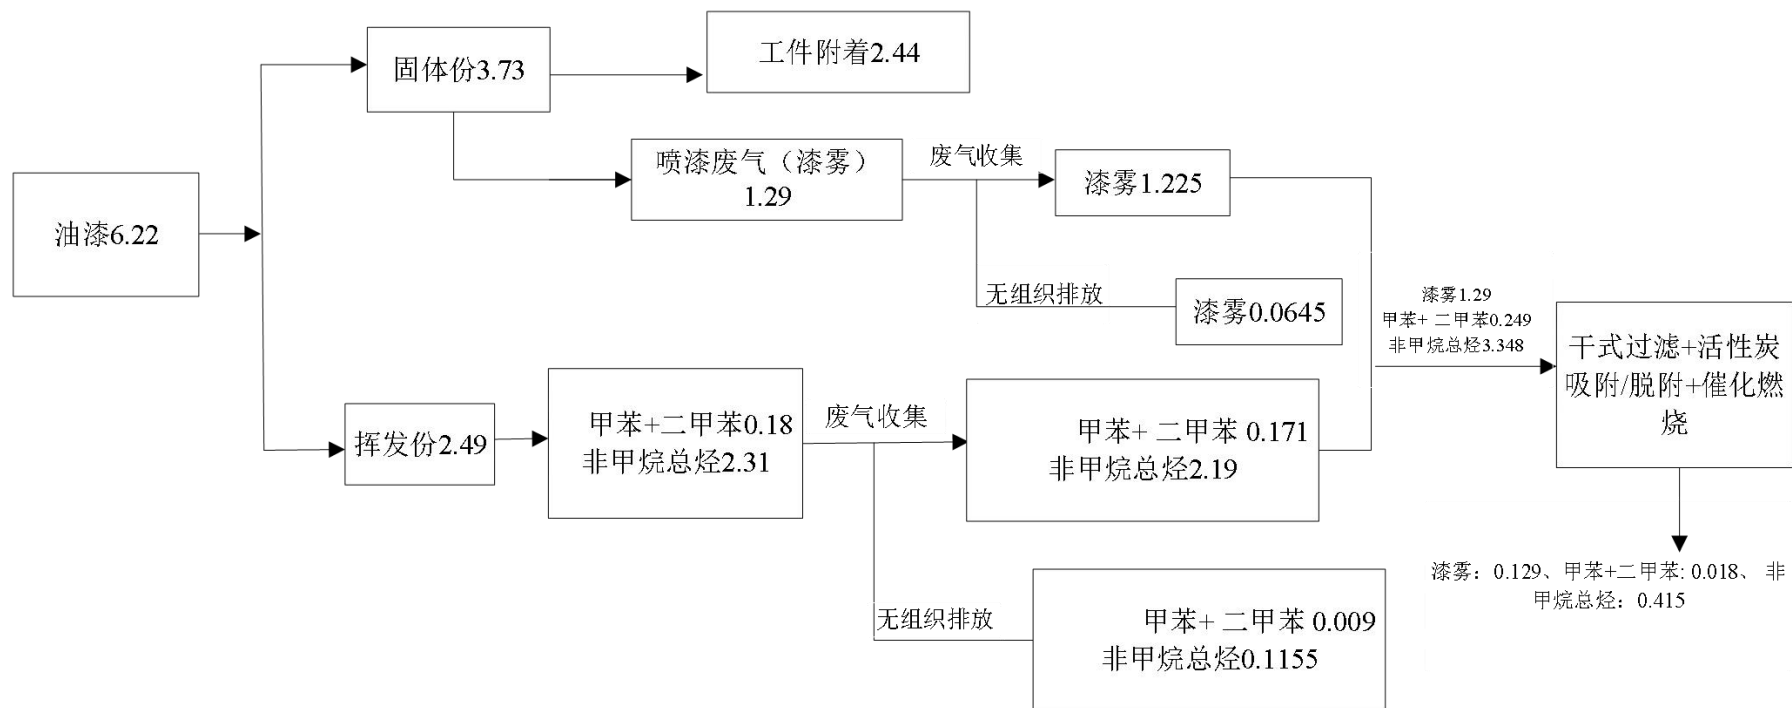 油漆6.22
固体份3.73
工件附着2.44
喷漆废气（漆雾）
1.29
废气收集
漆雾1.225
无组织排放
漆雾0.0645
挥发份2.49
甲苯+二甲苯0.18
非甲烷总烃2.31
废气收集
甲苯+ 二甲苯 0.171
非甲烷总烃2.19
无组织排放
甲苯+ 二甲苯 0.009
非甲烷总烃0.1155
漆雾1.29
甲苯+ 二甲苯0.249
非甲烷总烃3.348
干式过滤+活性炭
吸附/脱附+催化燃
烧
漆雾：0.129、甲苯+二甲苯: 0.018、 非
甲烷总烃：0.415